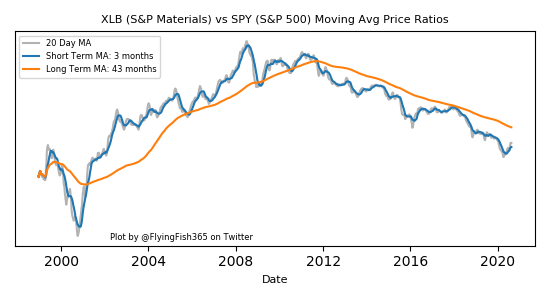 XLB (S&P Materials) vs SPY (S&P 500) Moving Avg Price Ratios
20 Day MA
Short Term MA: 3 months
Long Term MA: 43 months
Plot by @FlyingFish365 on Twitter
2000 2004 2008 2012 2016 2020
Date